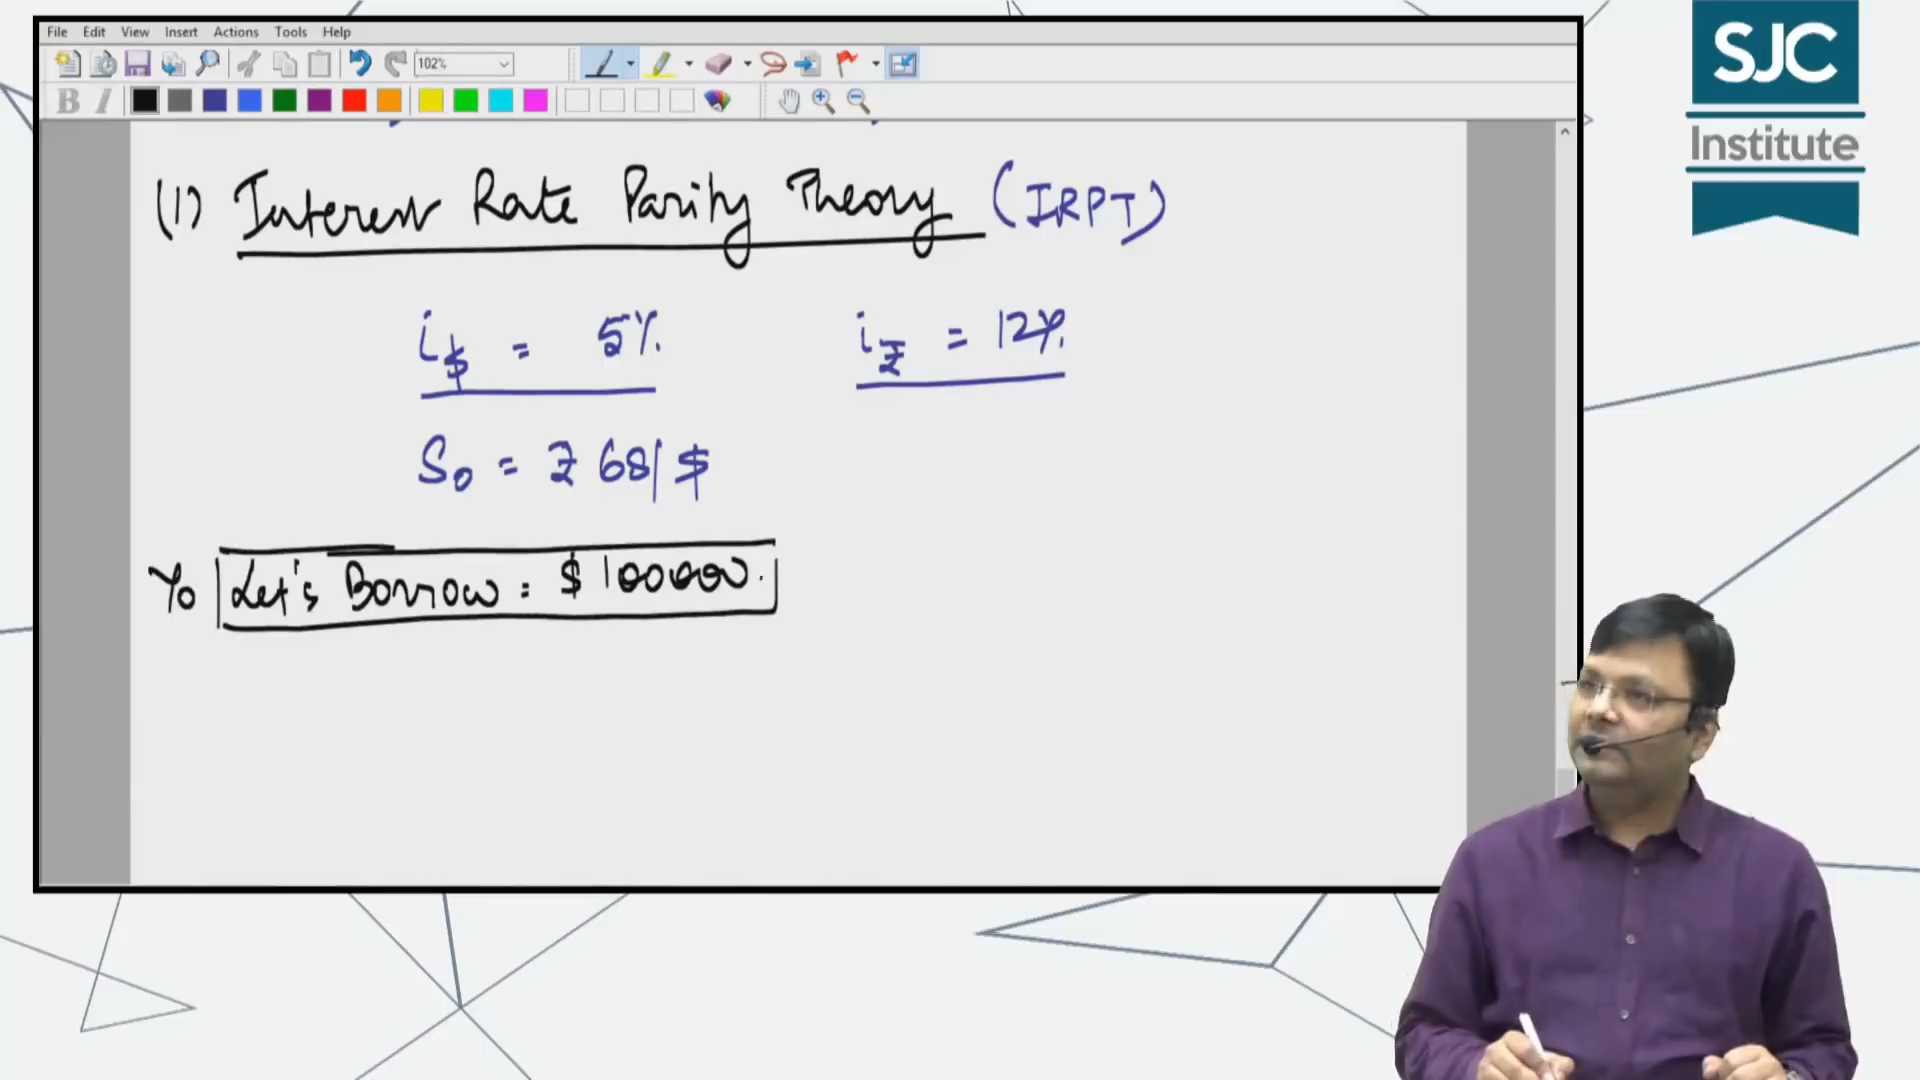 File Edit View Insert Actions Tools Help
102%
B I
SJC
Institute
(1) Interest Rate Parity Theory (IRPT)
i$ = 5% i₹ = 12%
S0 = ₹ 68/$
Y0 Let's Borrow = $ 100000.